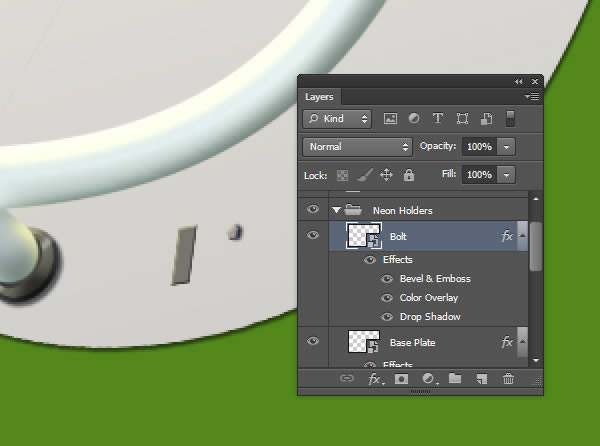 Layers
Kind
T
Normal Opacity: 100%
Lock: Fill: 100%
Neon Holders
Bolt fx
Effects
Bevel & Emboss
Color Overlay
Drop Shadow
Base Plate fx
Effects
fx